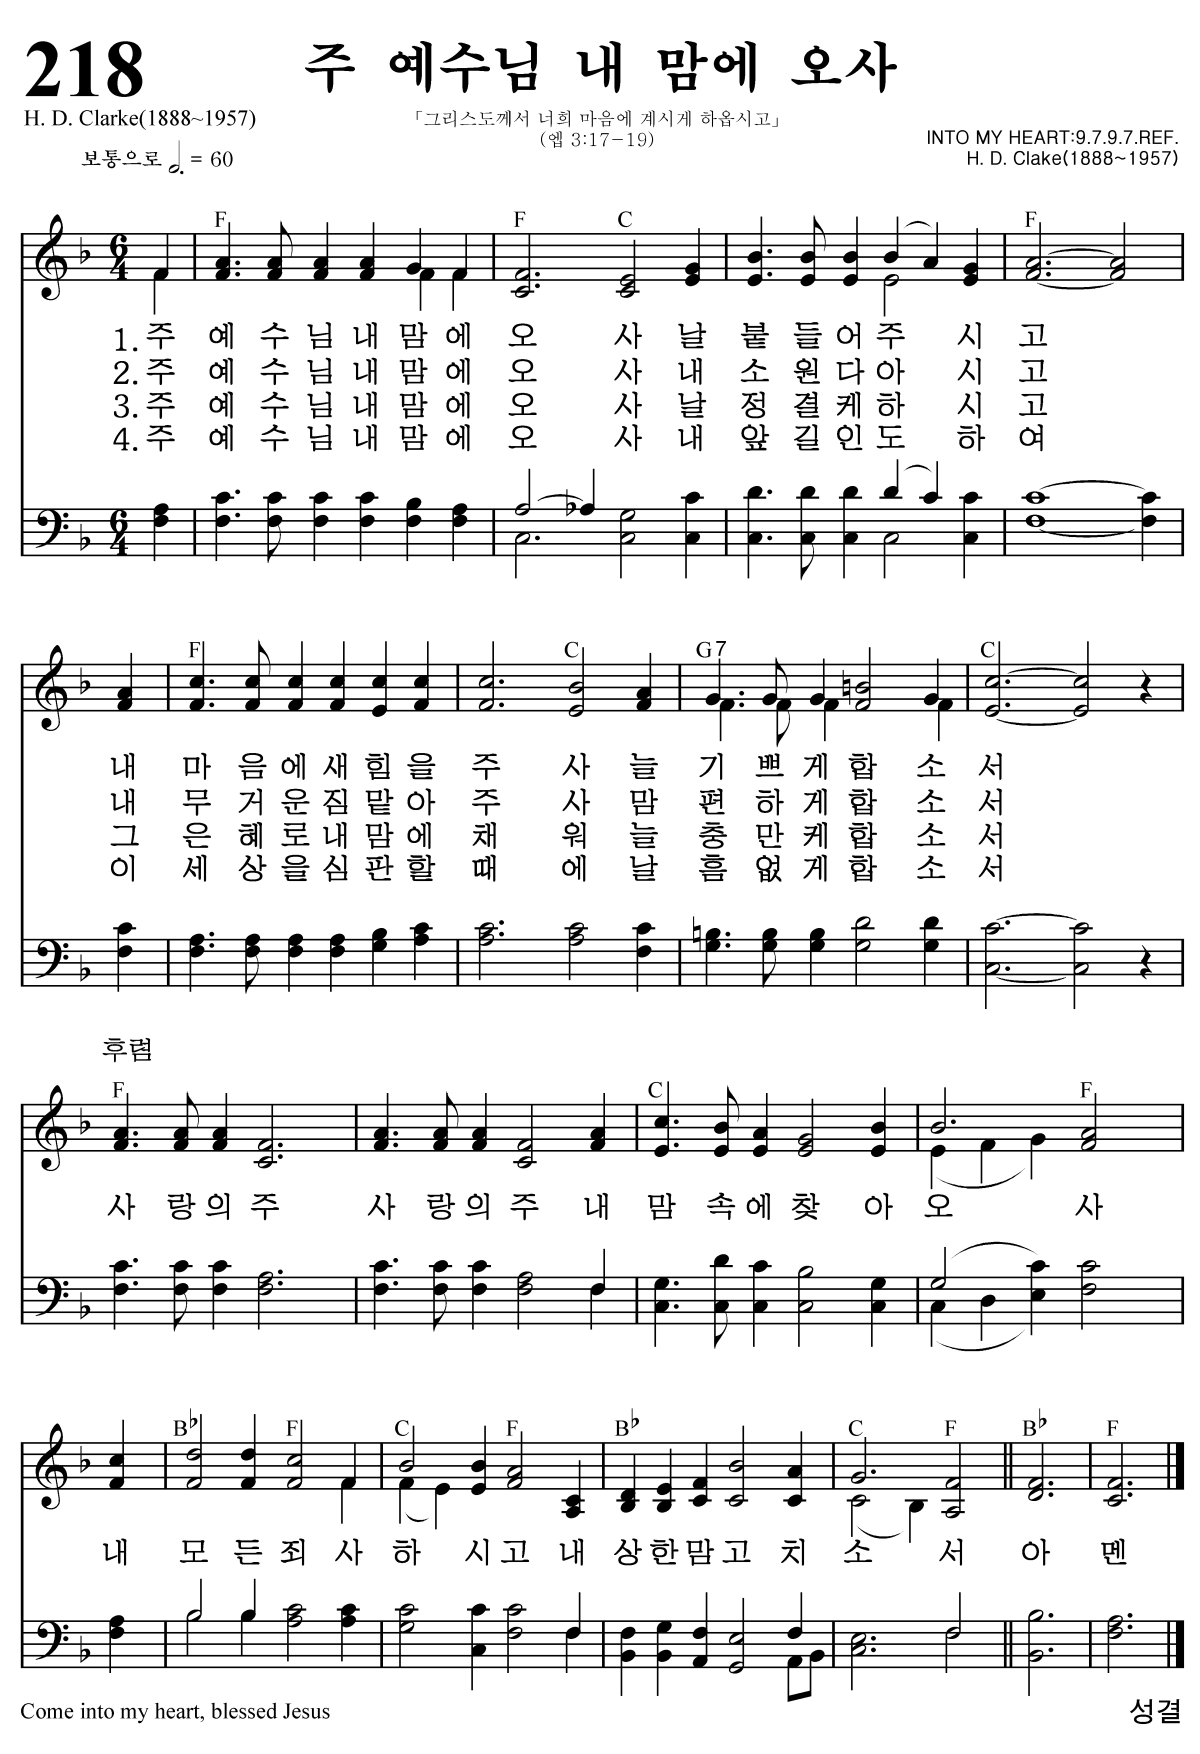 218
주 예수님 내 맘에 오사
H. D. Clarke(1888~1957)
「그리스도께서 너희 마음에 계시게 하옵시고」
(엡 3:17-19)
INTO MY HEART:9.7.9.7.REF.
보통으로 = 60
H. D. Clake(1888~1957)
F F C F
6 4
1. 주 예 수 님 내 맘 에 오 사 날 붙 들 어 주 시 고
2. 주 예 수 님 내 맘 에 오 사 내 소 원 다 아 시 고
3. 주 예 수 님 내 맘 에 오 사 날 정 결 케 하 시 고
4. 주 예 수 님 내 맘 에 오 사 내 앞 길 인 도 하 여
6 4
F C G7 C
내 마 음 에 새 힘 을 주 사 늘 기 쁘 게 합 소 서
내 무 거 운 짐 맡 아 주 사 맘 편 하 게 합 소 서
그 은 혜 로 내 맘 에 채 워 늘 충 만 케 합 소 서
이 세 상 을 심 판 할 때 에 날 흠 없 게 합 소 서
후렴
F C F
사 랑 의 주 사 랑 의 주 내 맘 속 에 찾 아 오 사
B♭ F C F B♭ C F B♭ F
내 모 든 죄 사 하 시 고 내 상 한 맘 고 치 소 서 아 멘
Come into my heart, blessed Jesus
성결